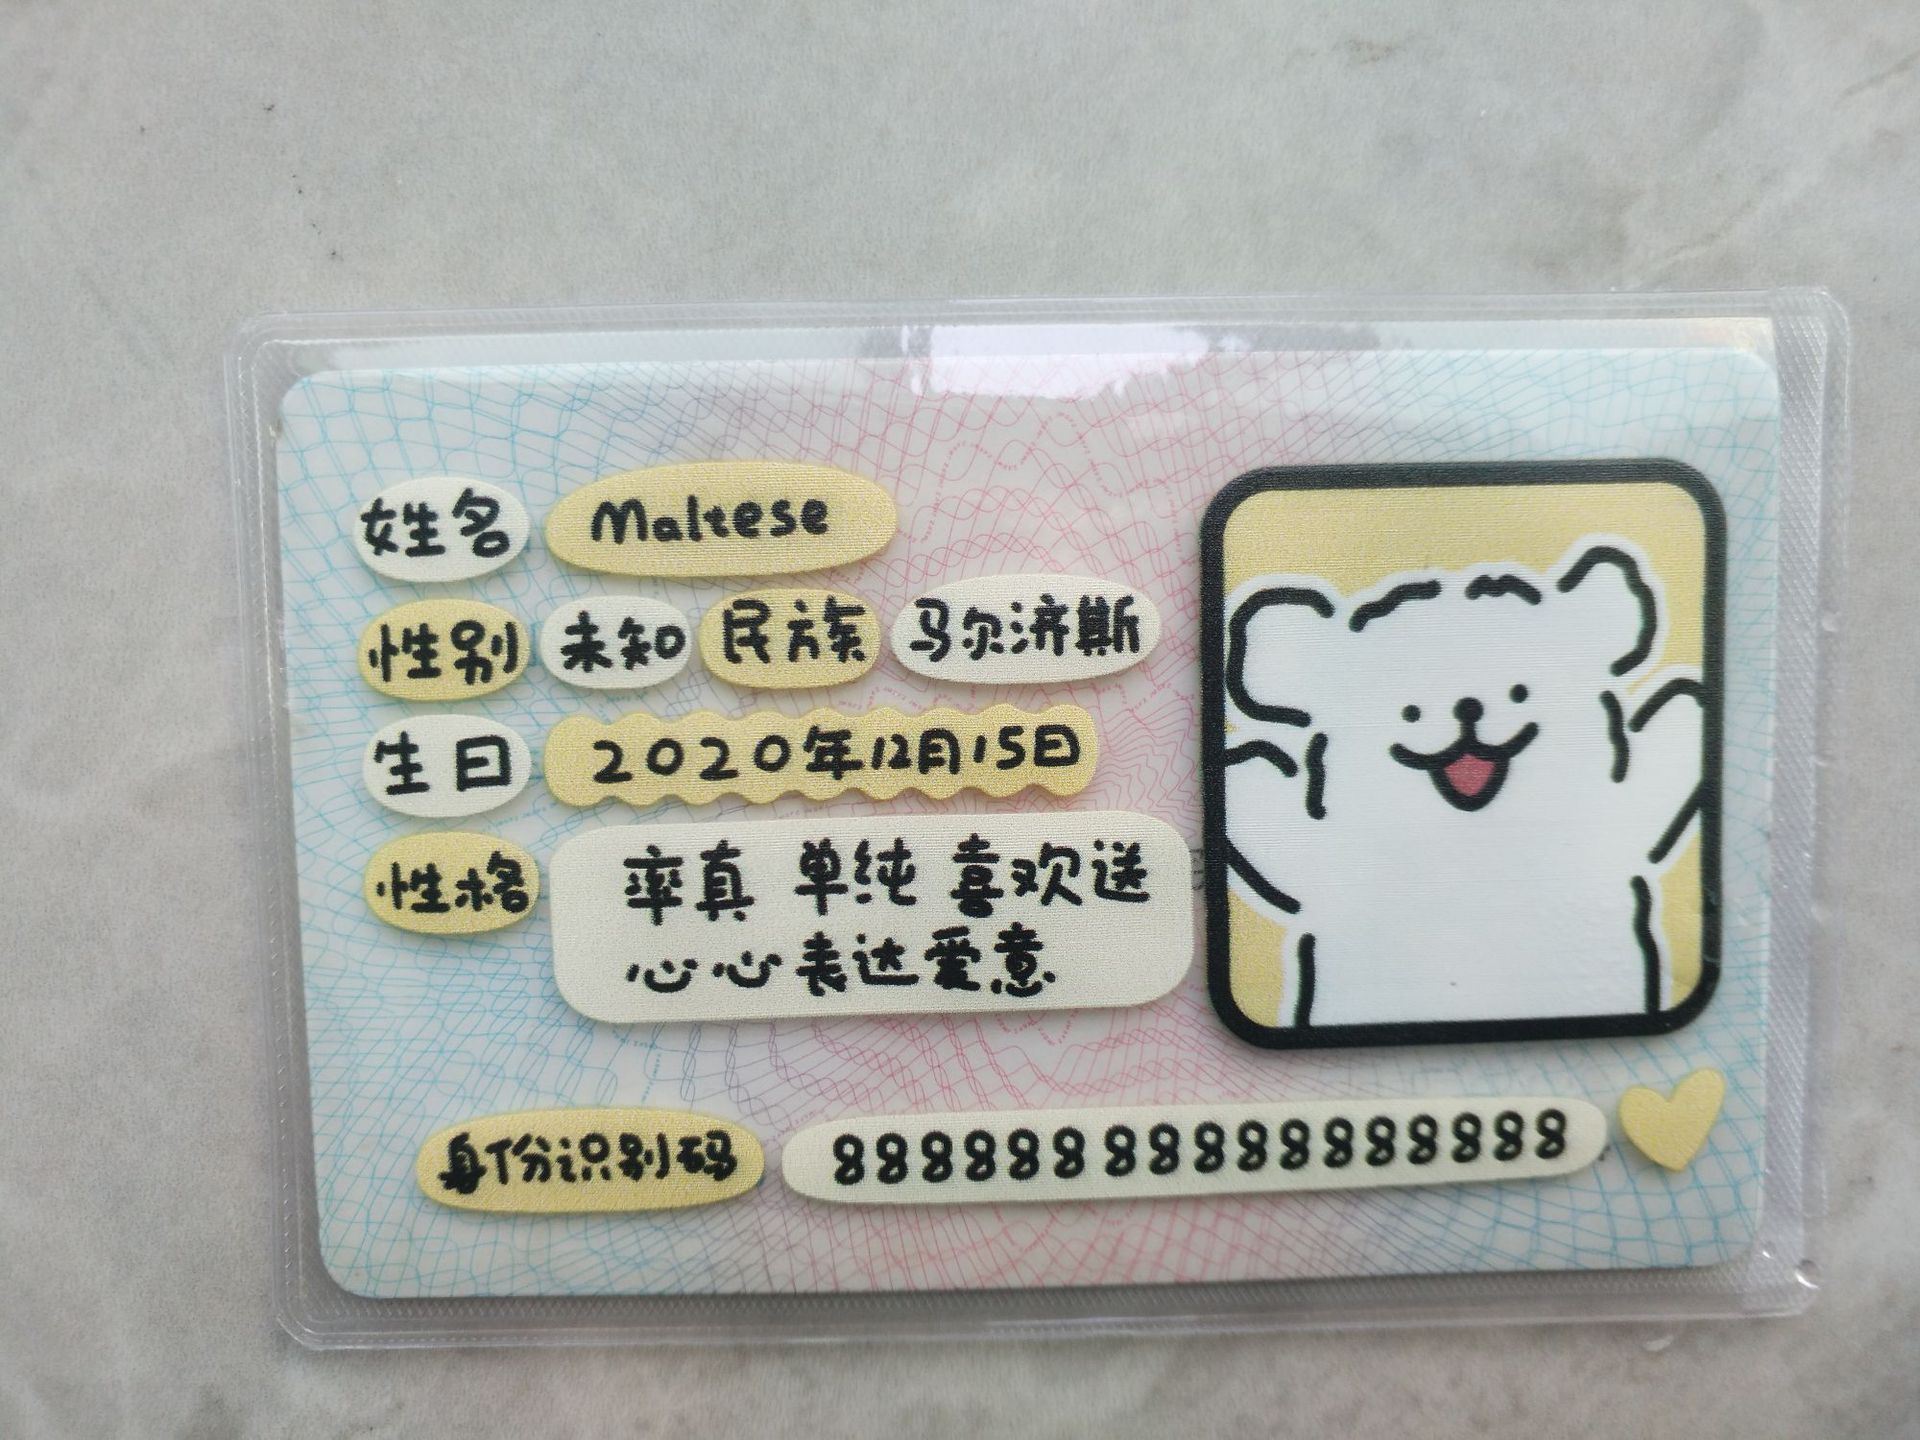 姓名 Maltese
性别 未知 民族 马尔济斯
生日 2020年12月15日
性格 率真 单纯 喜欢送
心心表达爱意
身份识别码 88888888888888888